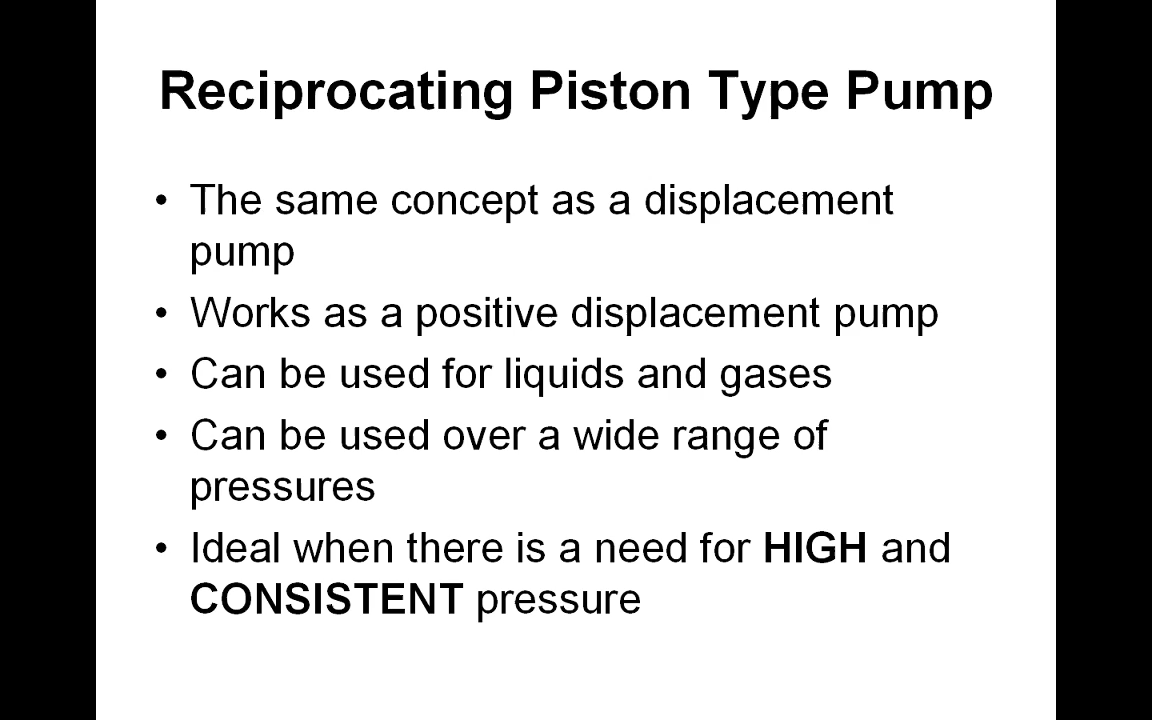 Reciprocating Piston Type Pump
• The same concept as a displacement
pump
• Works as a positive displacement pump
• Can be used for liquids and gases
• Can be used over a wide range of
pressures
• Ideal when there is a need for HIGH and
CONSISTENT pressure